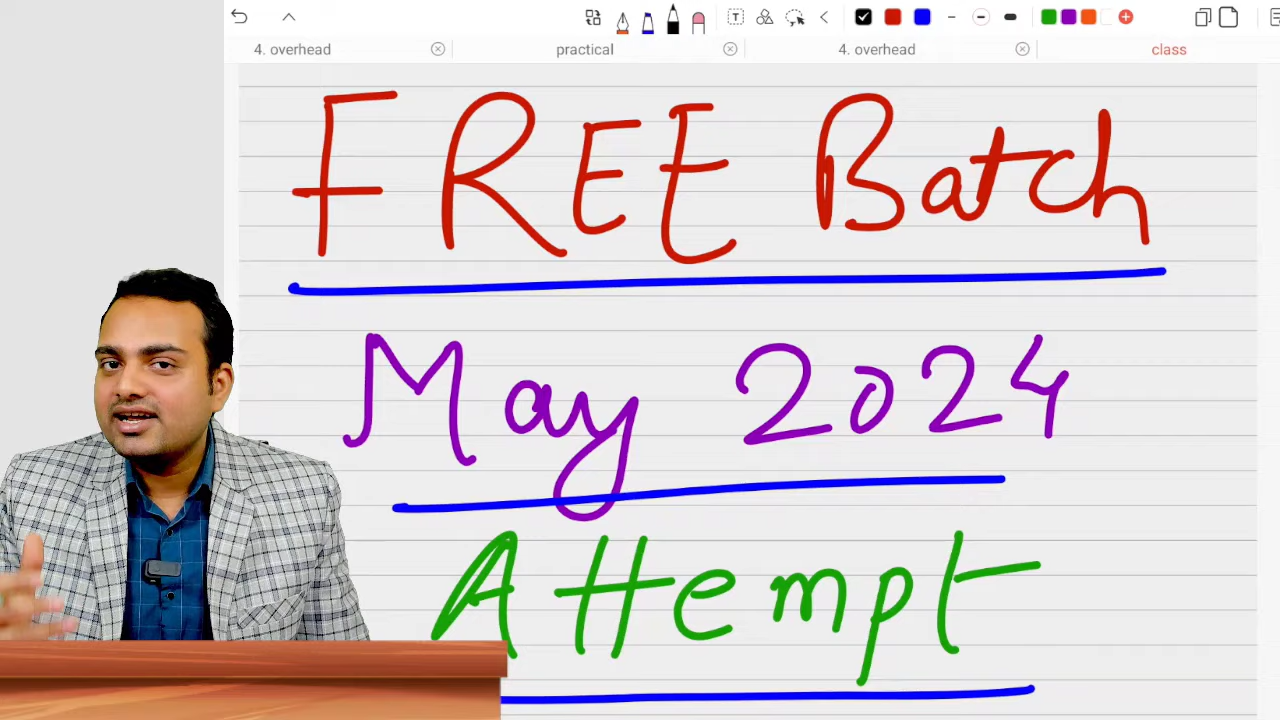 4. overhead practical 4. overhead class
FREE Batch
May 2024
Attempt